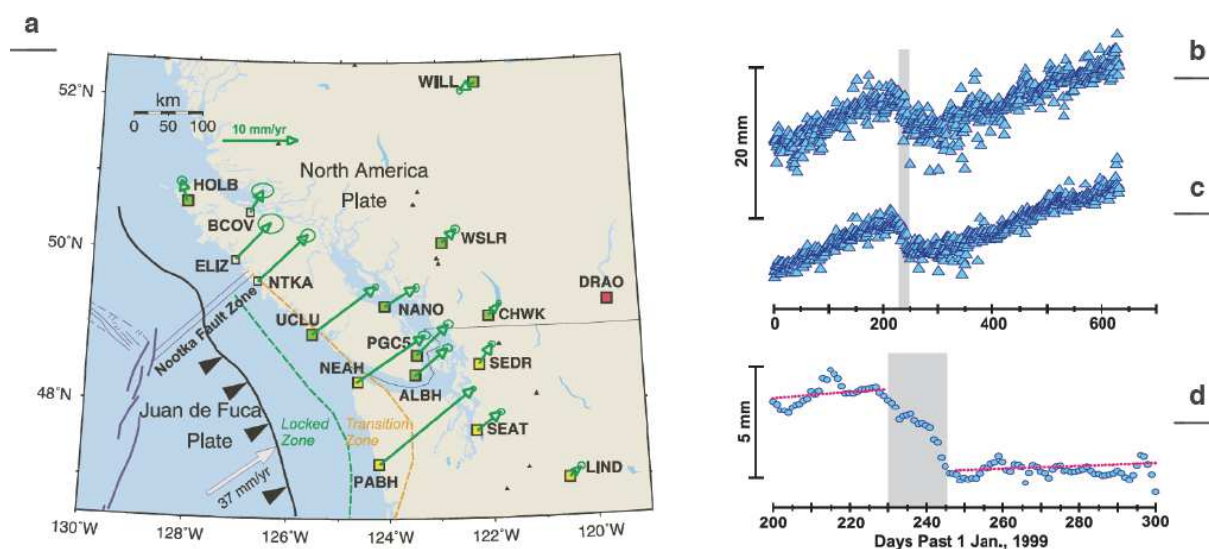 a
52˚N
50˚N
48˚N
130˚W
128˚W
126˚W
124˚W
122˚W
120˚W
km
0 50 100
10 mm/yr
North America
Plate
WILL
HOLB
BCOV
ELIZ
NTKA
WSLR
DRAO
UCLU
NANO
CHWK
PGC5
NEAH
SEDR
ALBH
SEAT
PABH
LIND
Nootka Fault Zone
Juan de Fuca
Plate
37 mm/yr
Locked
Zone
Transition
Zone
b
c
20 mm
0 200 400 600
d
5 mm
200 220 240 260 280 300
Days Past 1 Jan., 1999